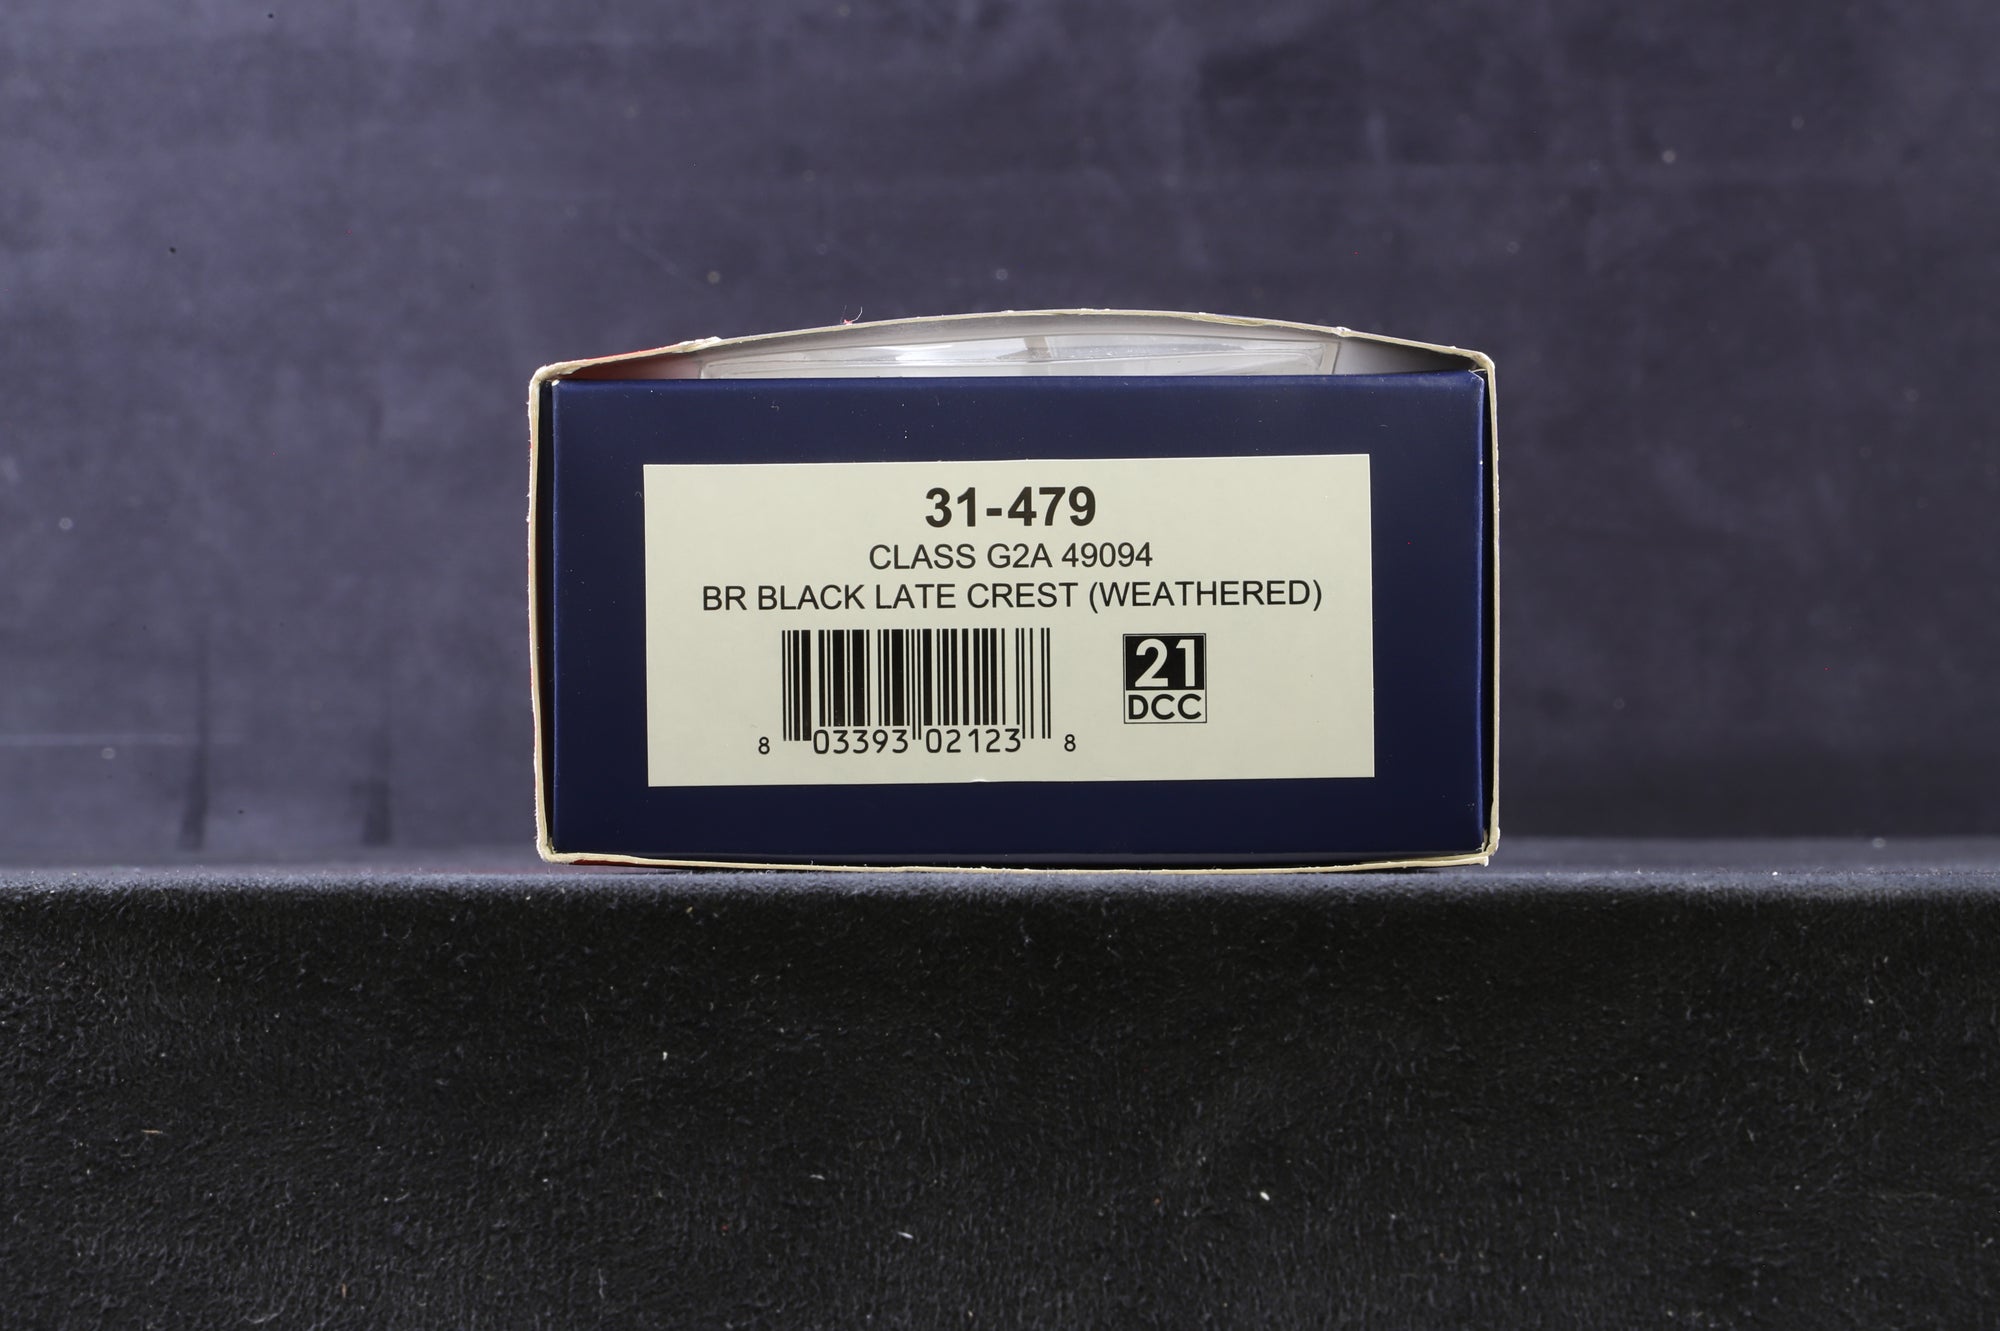 31-479
CLASS G2A 49094
BR BLACK LATE CREST (WEATHERED)
21
DCC
8 03393 02123 8